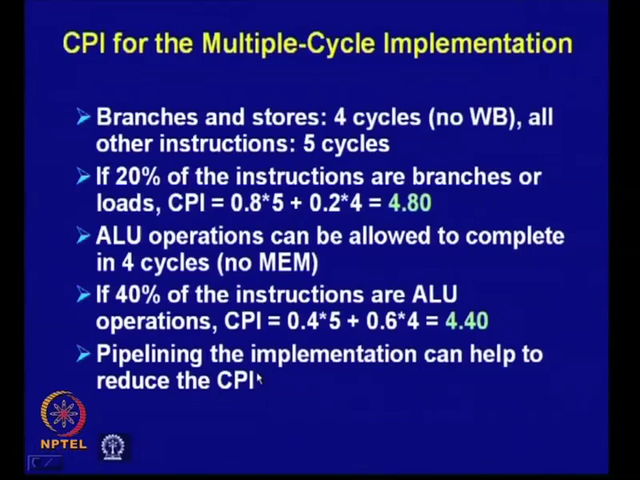 CPI for the Multiple-Cycle Implementation
Branches and stores: 4 cycles (no WB), all
other instructions: 5 cycles
If 20% of the instructions are branches or
loads, CPI = 0.8*5 + 0.2*4 = 4.80
ALU operations can be allowed to complete
in 4 cycles (no MEM)
If 40% of the instructions are ALU
operations, CPI = 0.4*5 + 0.6*4 = 4.40
Pipelining the implementation can help to
reduce the CPI
NPTEL